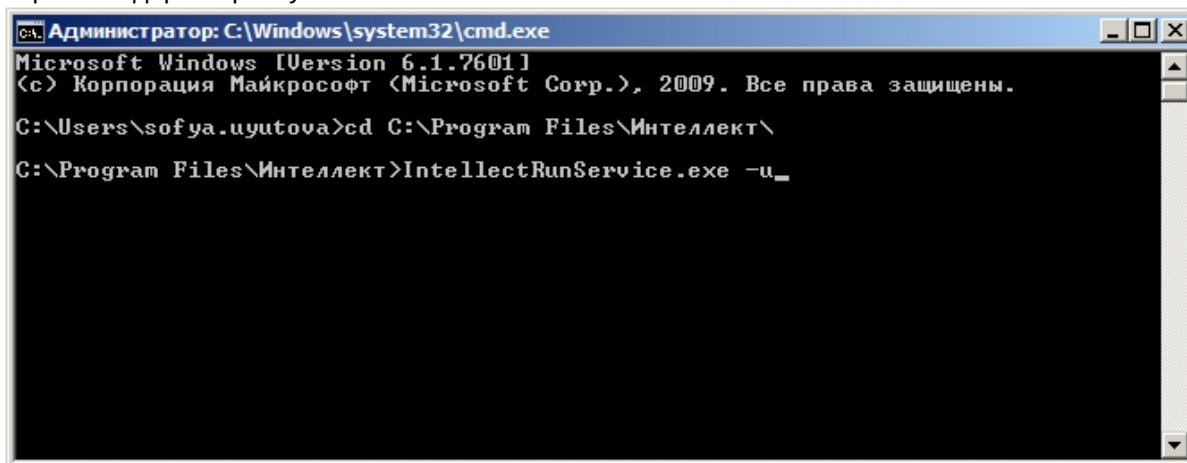 Администратор: C:\Windows\system32\cmd.exe
Microsoft Windows [Version 6.1.7601]
(c) Корпорация Майкрософт (Microsoft Corp.), 2009. Все права защищены.
C:\Users\sofya.uyutova>cd C:\Program Files\Интеллект\
C:\Program Files\Интеллект>IntellectRunService.exe -u_